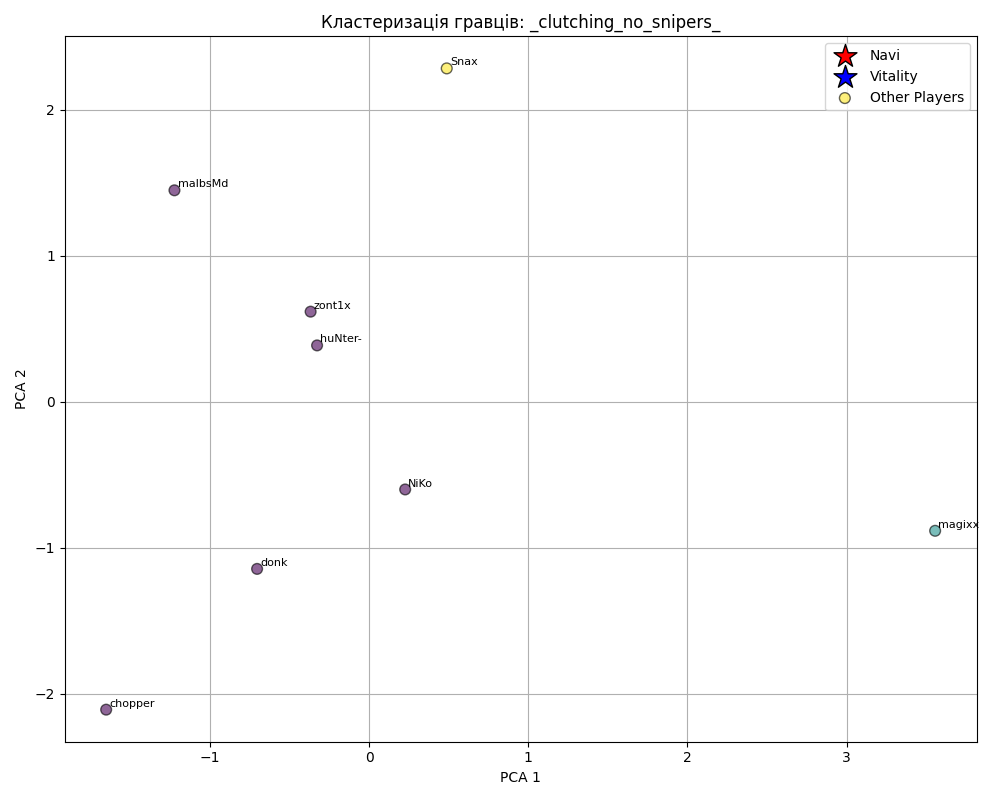 Кластеризація гравців: _clutching_no_snipers_
Navi
Vitality
Other Players
Snax
malbsMd
zont1x
huNter-
NiKo
magixx
donk
chopper
2
1
0
−1
−2
PCA 2
−1
0
1
2
3
PCA 1